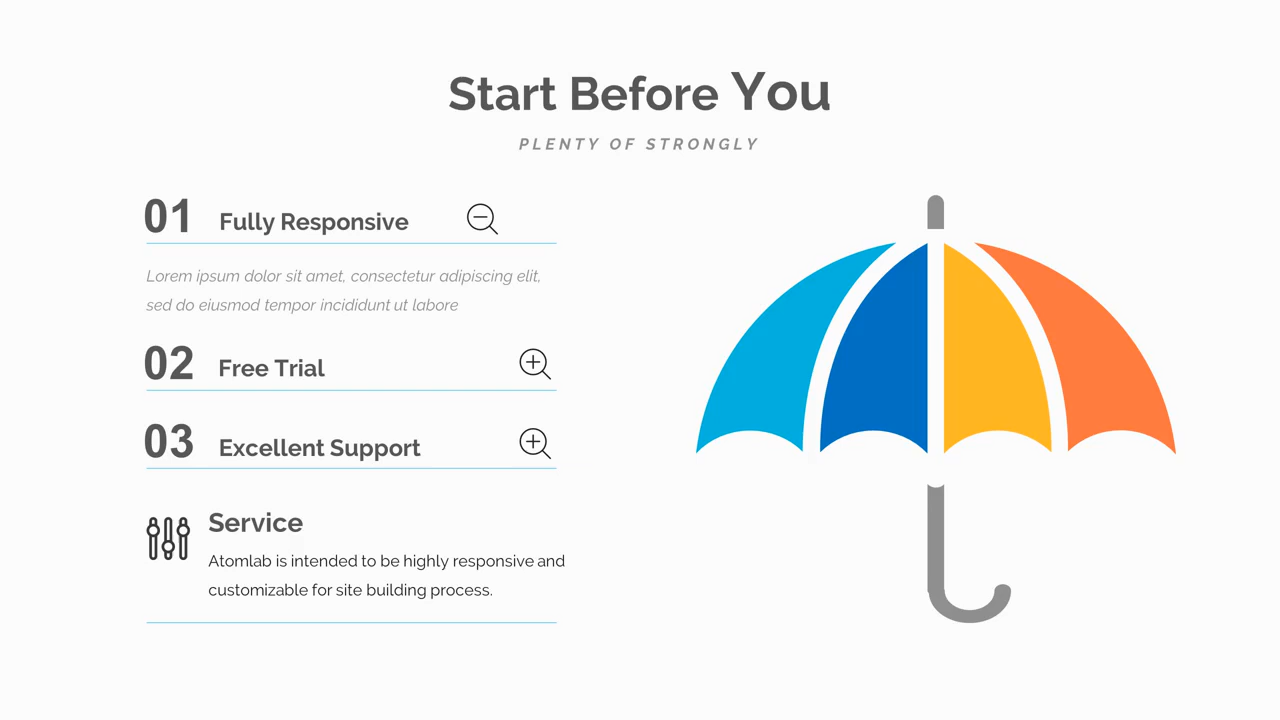 Start Before You
PLENTY OF STRONGLY
01 Fully Responsive
Lorem ipsum dolor sit amet, consectetur adipiscing elit,
sed do eiusmod tempor incididunt ut labore
02 Free Trial
03 Excellent Support
Service
Atomlab is intended to be highly responsive and
customizable for site building process.